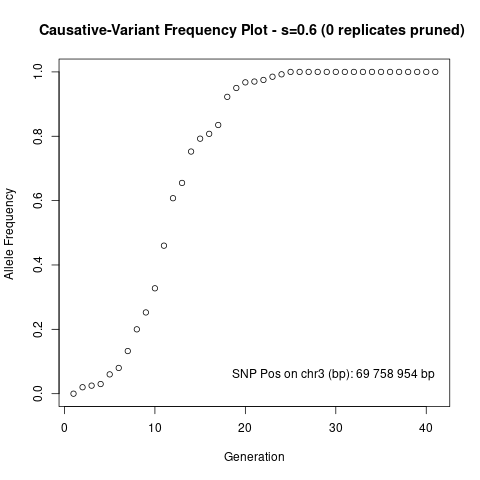 Causative-Variant Frequency Plot - s=0.6 (0 replicates pruned)
1.0
0.8
0.6
0.4
0.2
0.0
Allele Frequency
SNP Pos on chr3 (bp): 69 758 954 bp
0 10 20 30 40
Generation